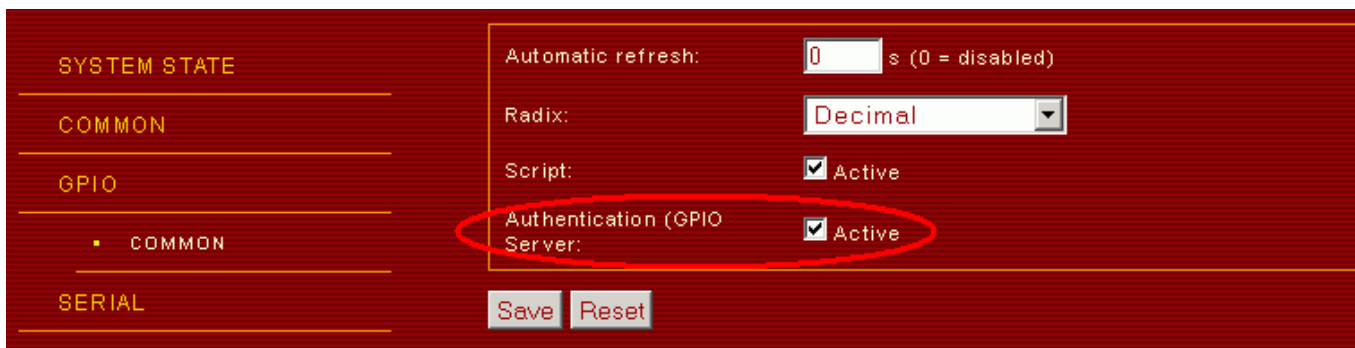 SYSTEM STATE
COMMON
GPIO
COMMON
SERIAL
Automatic refresh: 0 s (0 = disabled)
Radix: Decimal
Script: Active
Authentication (GPIO
Server: Active
Save Reset